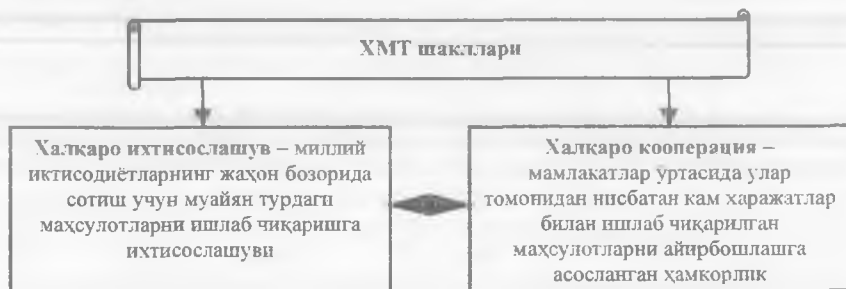 ХМТ шакллари
Халқаро ихтисослашув – миллий
иқтисодиётларнинг жаҳон бозорида
сотиш учун муайян турдаги
маҳсулотларни ишлаб чиқаришга
ихтисослашуви
Халқаро кооперация –
мамлакатлар ўртасида улар
томонидан нисбатан кам харажатлар
билан ишлаб чиқарилган
маҳсулотларни айирбошлашга
асосланган ҳамкорлик